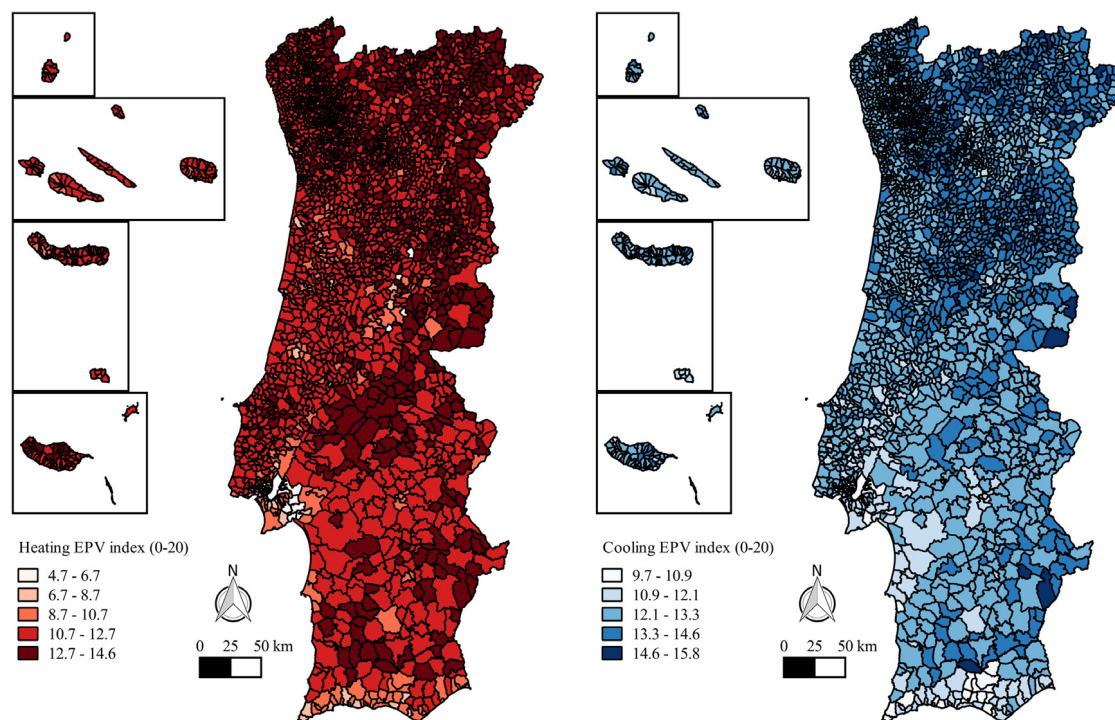 Heating EPV index (0-20)
4.7 - 6.7
6.7 - 8.7
8.7 - 10.7
10.7 - 12.7
12.7 - 14.6
N
0 25 50 km
Cooling EPV index (0-20)
9.7 - 10.9
10.9 - 12.1
12.1 - 13.3
13.3 - 14.6
14.6 - 15.8
N
0 25 50 km